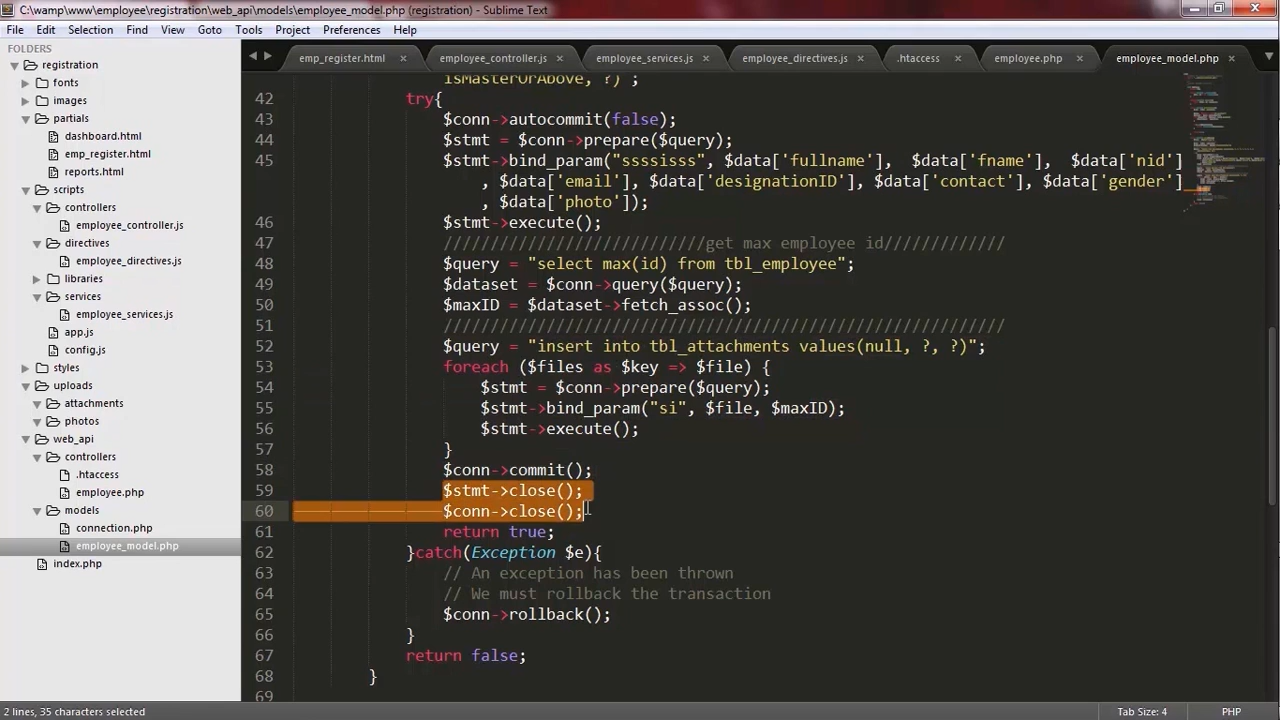 C:\wamp\www\employee\registration\web_api\models\employee_model.php (registration) - Sublime Text
File Edit Selection Find View Goto Tools Project Preferences Help
FOLDERS
registration
fonts
images
partials
dashboard.html
emp_register.html
reports.html
scripts
controllers
employee_controller.js
directives
employee_directives.js
libraries
services
employee_services.js
app.js
config.js
styles
uploads
attachments
photos
web_api
controllers
.htaccess
employee.php
models
connection.php
employee_model.php
index.php
emp_register.html × employee_controller.js × employee_services.js × employee_directives.js × .htaccess × employee.php × employee_model.php ×
isMasterOrAbove, ?)";
42 try{
43 $conn->autocommit(false);
44 $stmt = $conn->prepare($query);
45 $stmt->bind_param("ssssisss", $data['fullname'], $data['fname'], $data['nid']
, $data['email'], $data['designationID'], $data['contact'], $data['gender']
, $data['photo']);
46 $stmt->execute();
47 ////////////////////////////get max employee id/////////////
48 $query = "select max(id) from tbl_employee";
49 $dataset = $conn->query($query);
50 $maxID = $dataset->fetch_assoc();
51 ////////////////////////////////////////////////////////////
52 $query = "insert into tbl_attachments values(null, ?, ?)";
53 foreach ($files as $key => $file) {
54 $stmt = $conn->prepare($query);
55 $stmt->bind_param("si", $file, $maxID);
56 $stmt->execute();
57 }
58 $conn->commit();
59 $stmt->close();
60 $conn->close();
61 return true;
62 }catch(Exception $e){
63 // An exception has been thrown
64 // We must rollback the transaction
65 $conn->rollback();
66 }
67 return false;
68 }
69
2 lines, 35 characters selected
Tab Size: 4 PHP